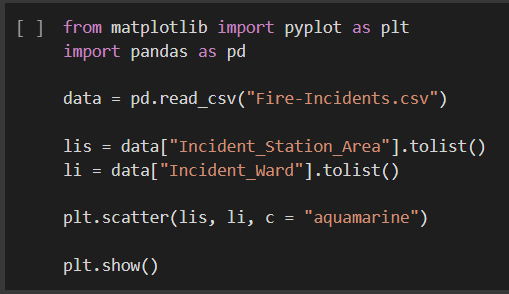 [ ] from matplotlib import pyplot as plt
import pandas as pd
data = pd.read_csv("Fire-Incidents.csv")
lis = data["Incident_Station_Area"].tolist()
li = data["Incident_Ward"].tolist()
plt.scatter(lis, li, c = "aquamarine")
plt.show()